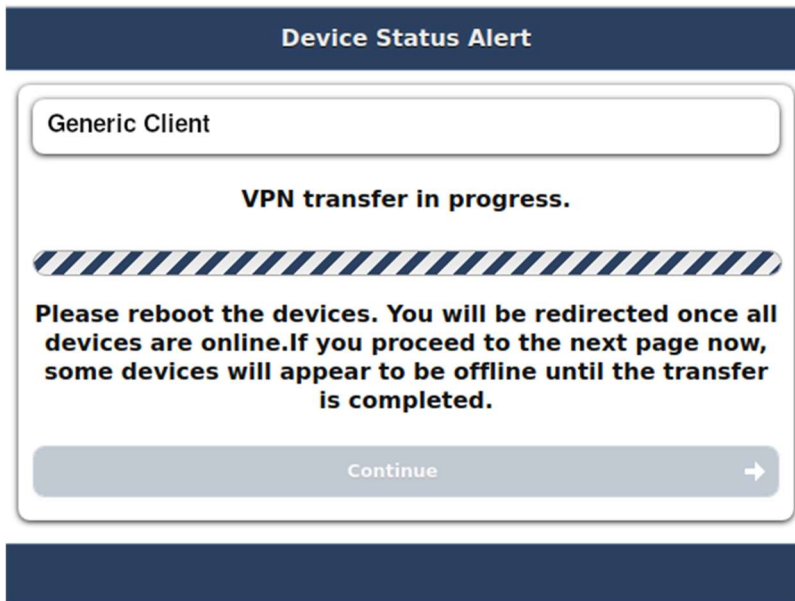 Device Status Alert
Generic Client
VPN transfer in progress.
Please reboot the devices. You will be redirected once all
devices are online.If you proceed to the next page now,
some devices will appear to be offline until the transfer
is completed.
Continue